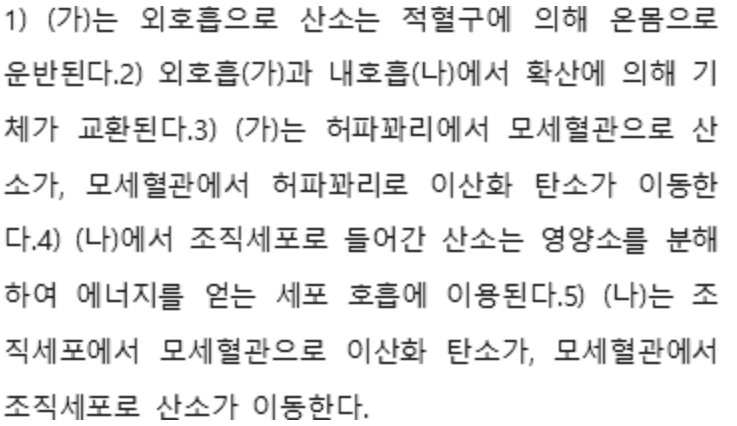 1) (가)는 외호흡으로 산소는 적혈구에 의해 온몸으로
운반된다.2) 외호흡(가)과 내호흡(나)에서 확산에 의해 기
체가 교환된다.3) (가)는 허파꽈리에서 모세혈관으로 산
소가, 모세혈관에서 허파꽈리로 이산화 탄소가 이동한
다.4) (나)에서 조직세포로 들어간 산소는 영양소를 분해
하여 에너지를 얻는 세포 호흡에 이용된다.5) (나)는 조
직세포에서 모세혈관으로 이산화 탄소가, 모세혈관에서
조직세포로 산소가 이동한다.